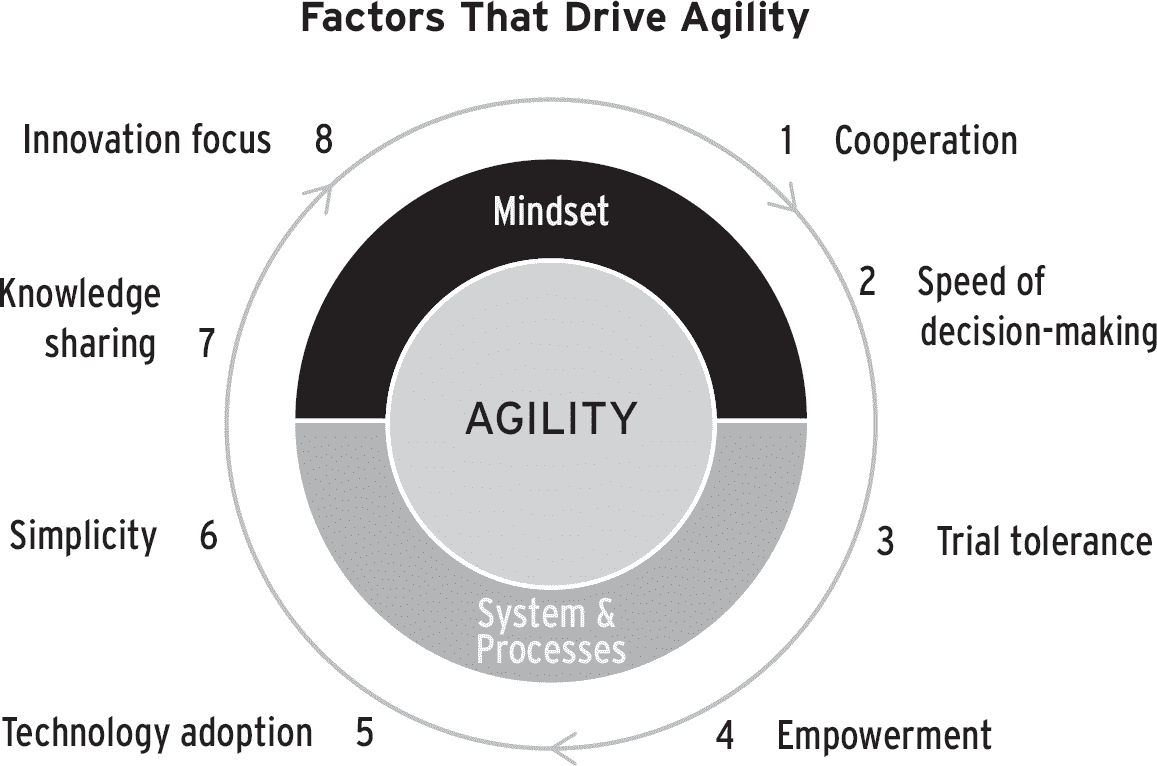 Factors That Drive Agility
Innovation focus 8
1 Cooperation
Mindset
2 Speed of
decision-making
Knowledge
sharing 7
AGILITY
Simplicity 6
3 Trial tolerance
System &
Processes
Technology adoption 5
4 Empowerment